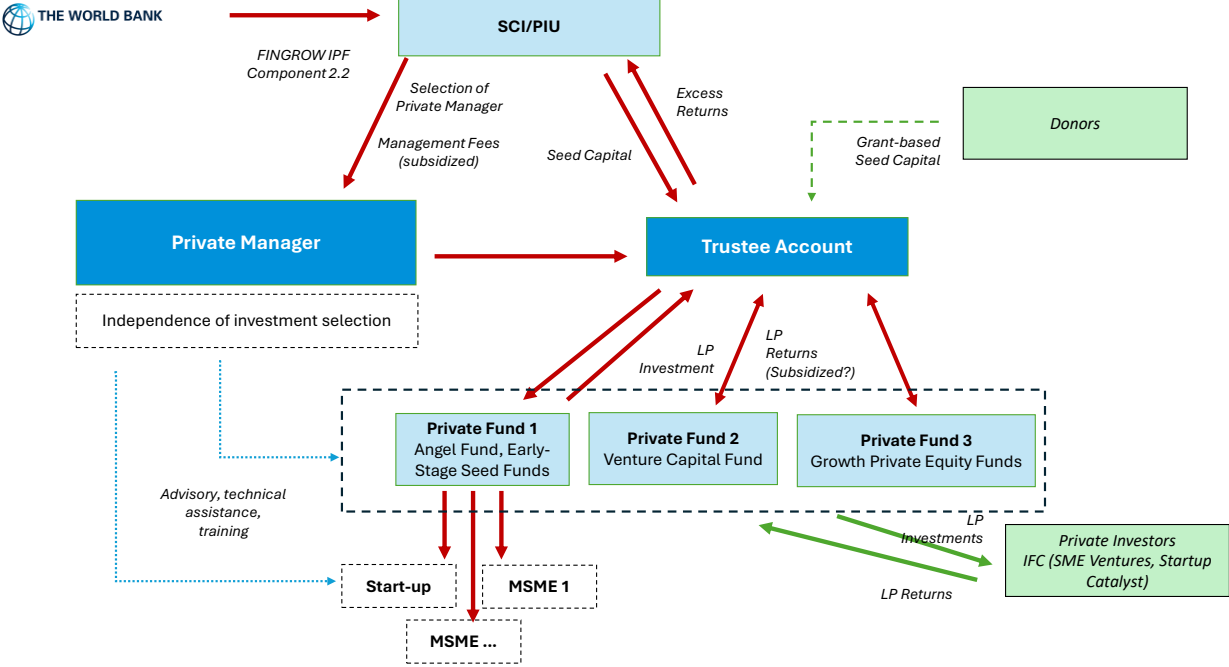 THE WORLD BANK
SCI/PIU
FINGROW IPF
Component 2.2
Selection of
Private Manager
Management Fees
(subsidized)
Seed Capital
Excess
Returns
Grant-based
Seed Capital
Donors
Private Manager
Trustee Account
Independence of investment selection
LP
Investment
LP
Returns
(Subsidized?)
Private Fund 1
Angel Fund, Early-
Stage Seed Funds
Private Fund 2
Venture Capital Fund
Private Fund 3
Growth Private Equity Funds
Advisory, technical
assistance,
training
LP
Investments
Private Investors
IFC (SME Ventures, Startup
Catalyst)
LP Returns
Start-up
MSME 1
MSME ...